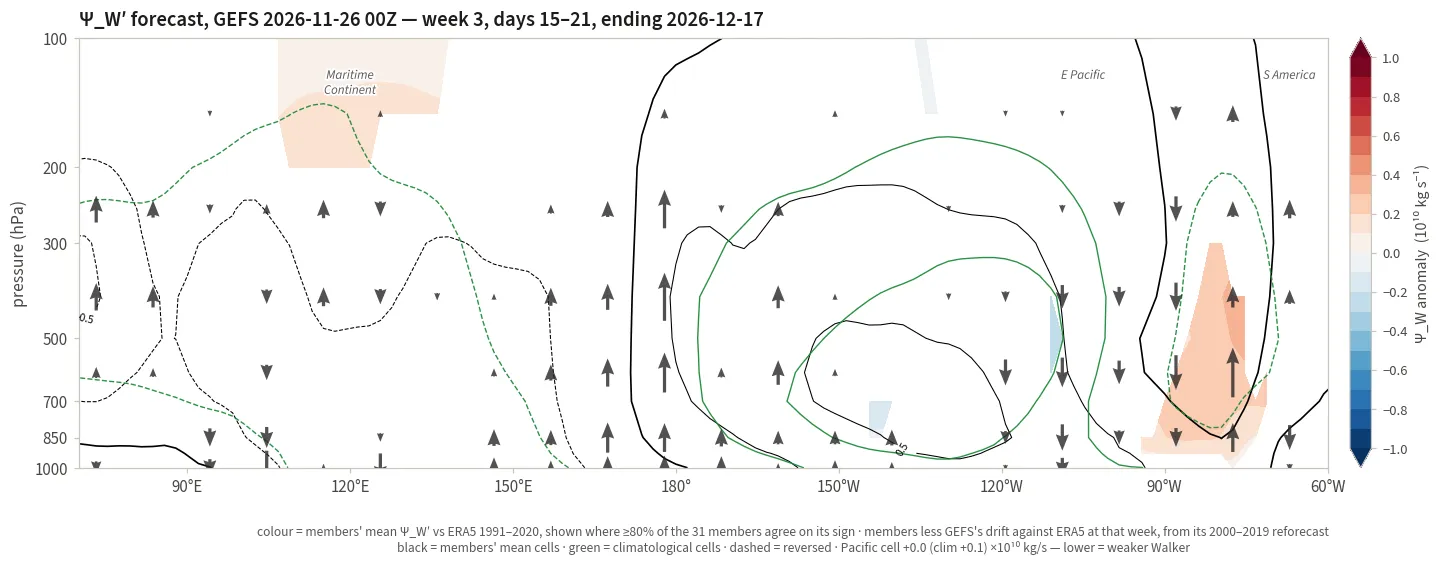 Ψ_W′ forecast, GEFS 2026-11-26 00Z — week 3, days 15–21, ending 2026-12-17
100
200
300
500
700
850
1000
pressure (hPa)
Maritime
Continent
E Pacific
S America
0.5
0.5
90°E
120°E
150°E
180°
150°W
120°W
90°W
60°W
1.0
0.8
0.6
0.4
0.2
0.0
−0.2
−0.4
−0.6
−0.8
−1.0
Ψ_W anomaly (10¹⁰ kg s⁻¹)
colour = members' mean Ψ_W′ vs ERA5 1991–2020, shown where ≥80% of the 31 members agree on its sign · members less GEFS's drift against ERA5 at that week, from its 2000–2019 reforecast
black = members' mean cells · green = climatological cells · dashed = reversed · Pacific cell +0.0 (clim +0.1) ×10¹⁰ kg/s — lower = weaker Walker